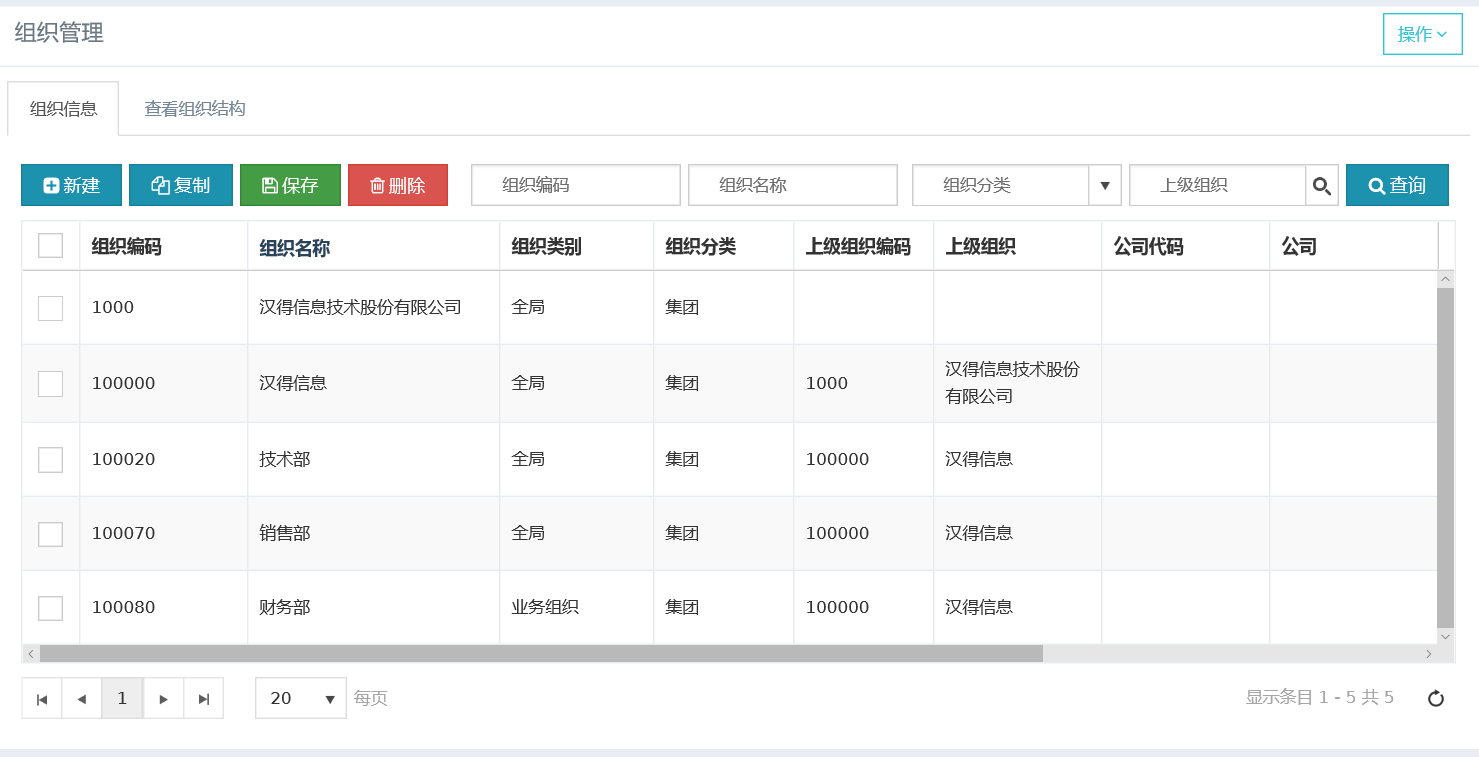 组织管理
操作
组织信息 查看组织结构
新建 复制 保存 删除 组织编码 组织名称 组织分类 上级组织 查询
组织编码 组织名称 组织类别 组织分类 上级组织编码 上级组织 公司代码 公司
1000 汉得信息技术股份有限公司 全局 集团
100000 汉得信息 全局 集团 1000 汉得信息技术股份
有限公司
100020 技术部 全局 集团 100000 汉得信息
100070 销售部 全局 集团 100000 汉得信息
100080 财务部 业务组织 集团 100000 汉得信息
1 20 每页 显示条目 1 - 5 共 5